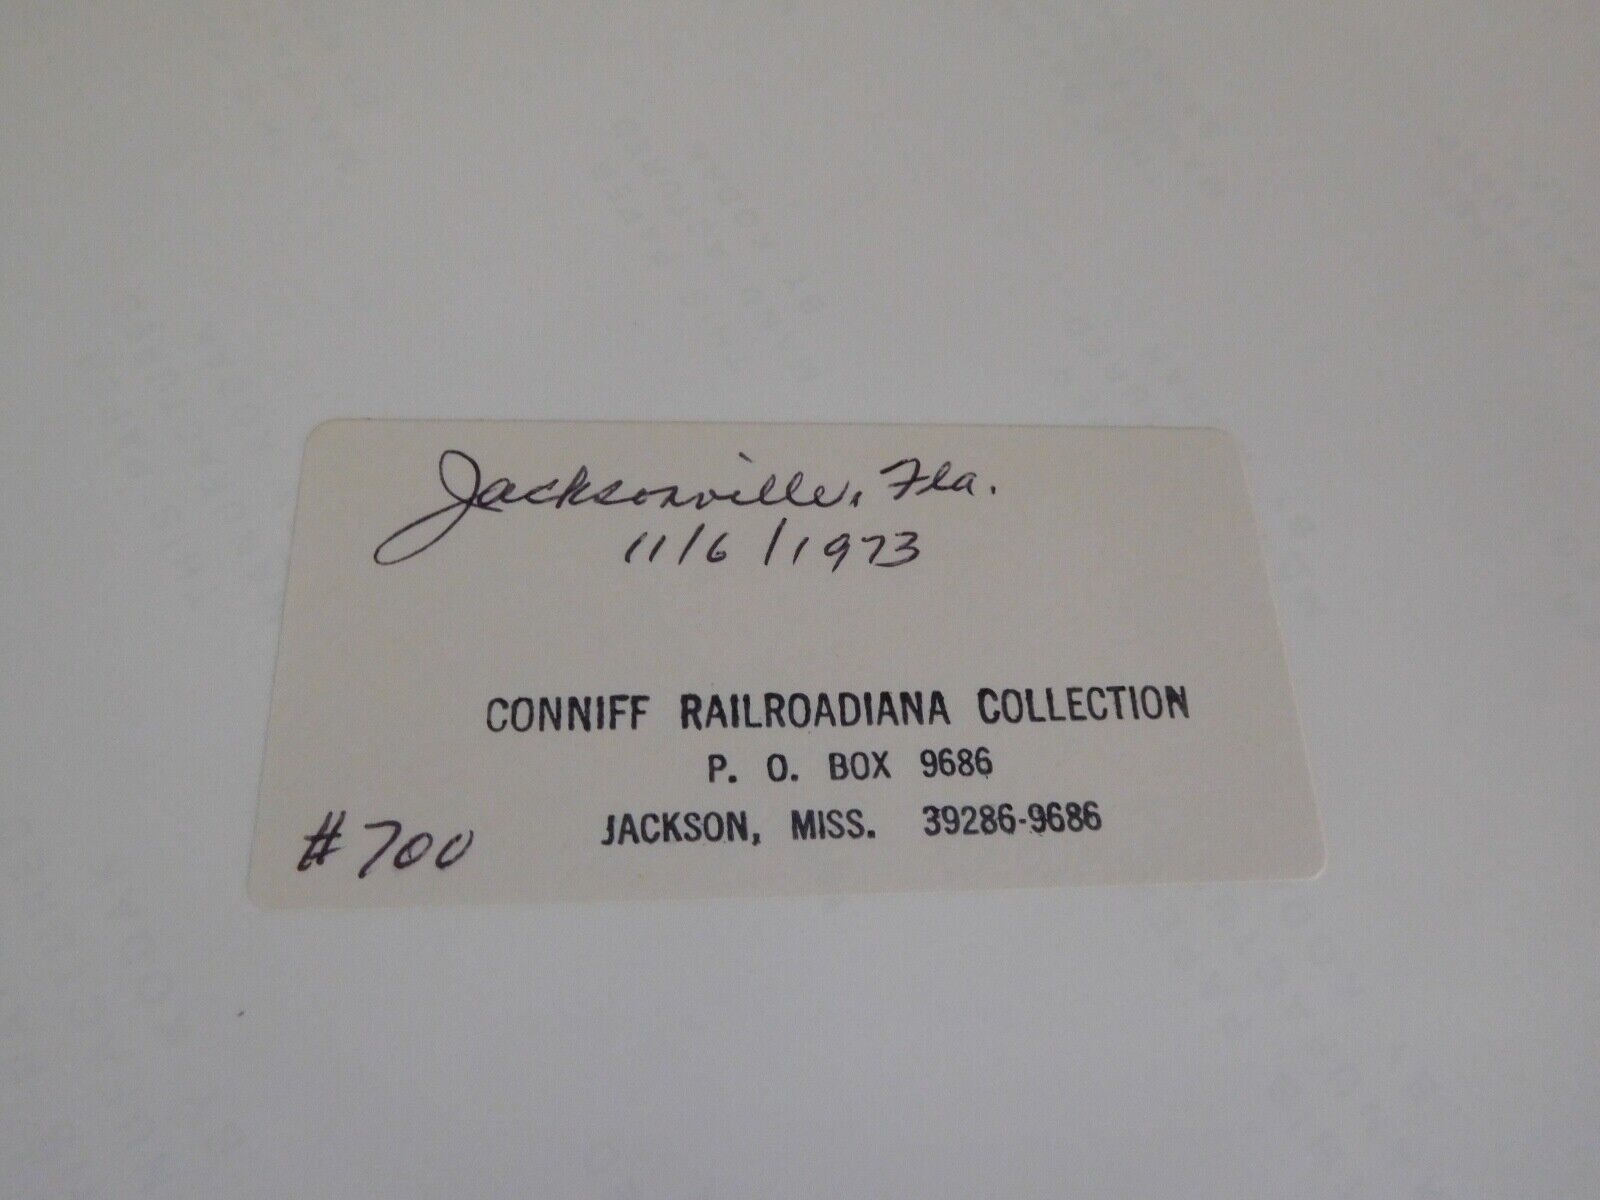 Jacksonville, Fla.
11/6/1973
CONNIFF RAILROADIANA COLLECTION
P. O. BOX 9686
JACKSON, MISS. 39286-9686
#700